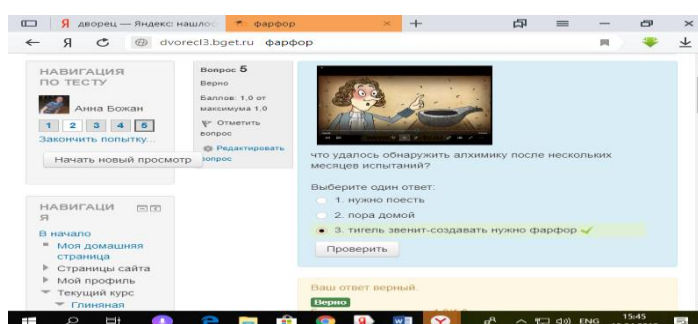 дворец — Яндекс: нашлос
фарфор
dvorecl3.bget.ru фарфор
НАВИГАЦИЯ
ПО ТЕСТУ
Анна Божан
1 2 3 4 5
Закончить попытку...
Начать новый просмотр
Вопрос 5
Верно
Баллов: 1,0 от
максимума 1,0
Отметить
вопрос
Редактировать
вопрос
что удалось обнаружить алхимику после нескольких
месяцев испытаний?
Выберите один ответ:
1. нужно поесть
2. пора домой
3. тигель звенит-создавать нужно фарфор
Проверить
НАВИГАЦИ
Я
В начало
Моя домашняя
страница
Страницы сайта
Мой профиль
Текущий курс
Глиняная
Ваш ответ верный.
Верно
ENG
15:45